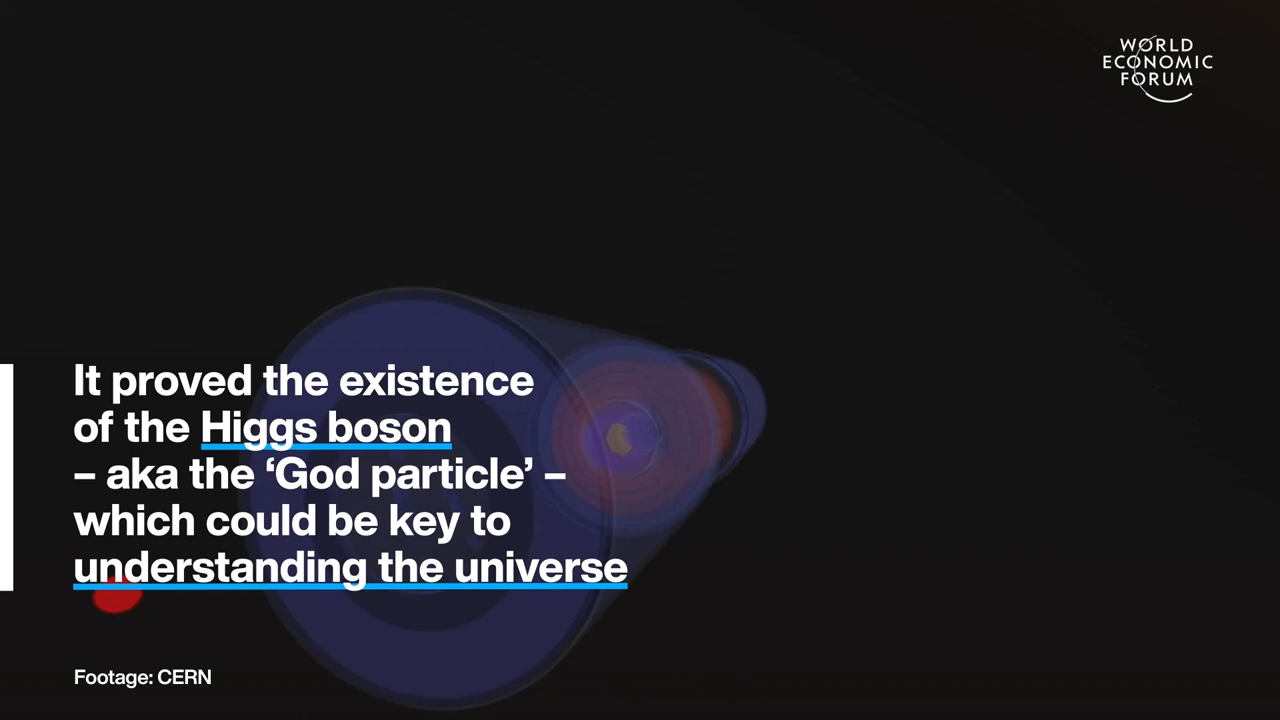 WORLD
ECONOMIC
FORUM
It proved the existence
of the Higgs boson
– aka the ‘God particle’ –
which could be key to
understanding the universe
Footage: CERN